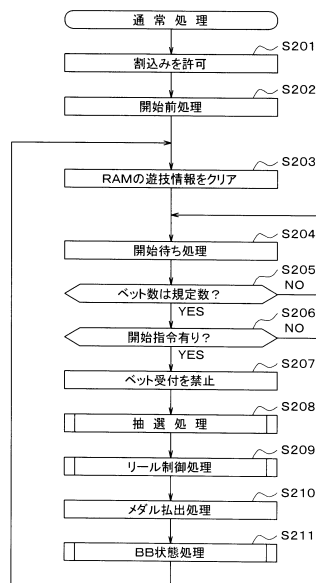 通常処理
S201
割込みを許可
S202
開始前処理
S203
RAMの遊技情報をクリア
S204
開始待ち処理
S205
ベット数は規定数？
NO
YES
S206
開始指令有り？
NO
YES
S207
ベット受付を禁止
S208
抽選処理
S209
リール制御処理
S210
メダル払出処理
S211
BB状態処理